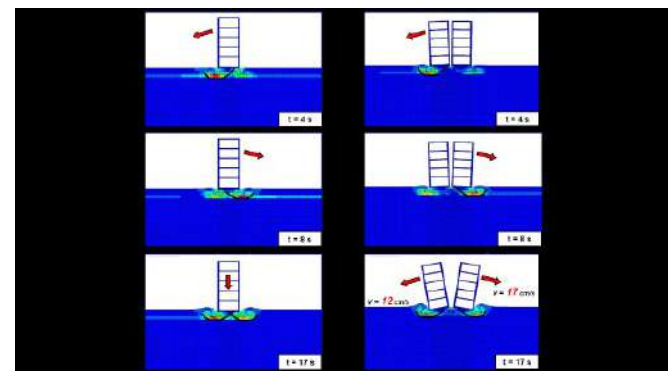 t = 4 s
t = 4 s
t = 8 s
t = 8 s
v = 12 cm/s
v = 17 cm/s
t = 17 s
t = 17 s